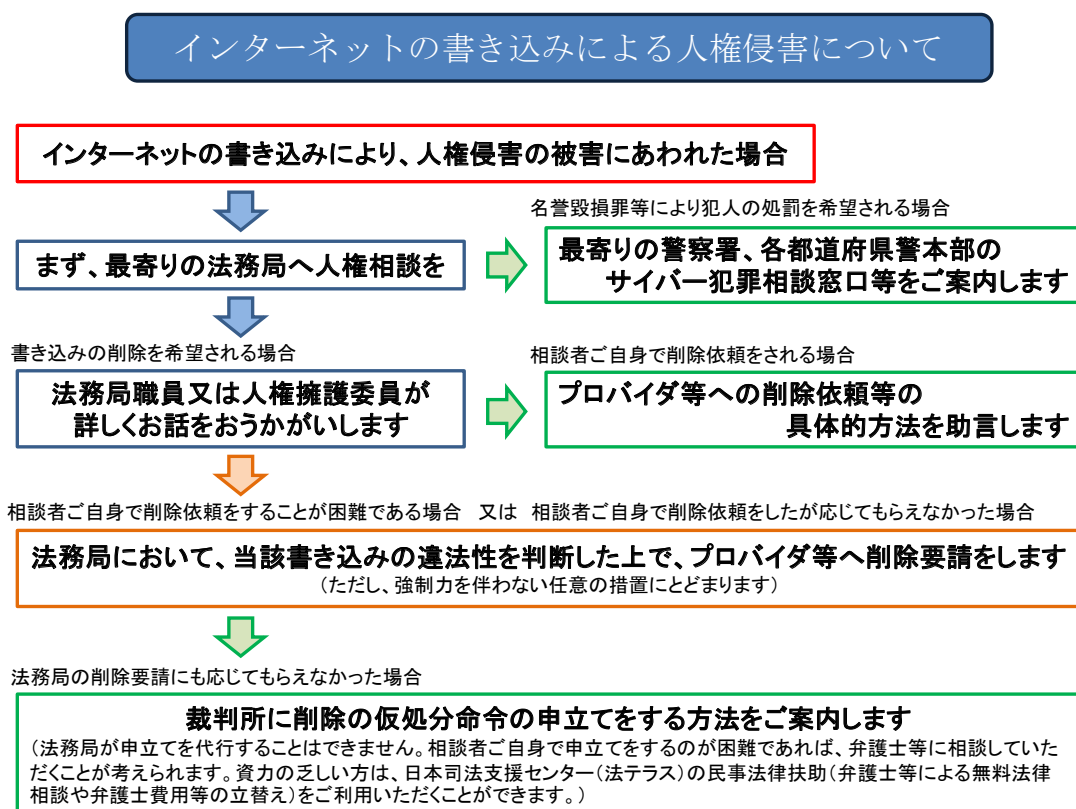 インターネットの書き込みによる人権侵害について
インターネットの書き込みにより、人権侵害の被害にあわれた場合
名誉毀損罪等により犯人の処罰を希望される場合
まず、最寄りの法務局へ人権相談を
最寄りの警察署、各都道府県警本部の
サイバー犯罪相談窓口等をご案内します
書き込みの削除を希望される場合
相談者ご自身で削除依頼をされる場合
法務局職員又は人権擁護委員が
詳しくお話をおうかがいします
プロバイダ等への削除依頼等の
具体的方法を助言します
相談者ご自身で削除依頼をすることが困難である場合 又は 相談者ご自身で削除依頼をしたが応じてもらえなかった場合
法務局において、当該書き込みの違法性を判断した上で、プロバイダ等へ削除要請をします
(ただし、強制力を伴わない任意の措置にとどまります)
法務局の削除要請にも応じてもらえなかった場合
裁判所に削除の仮処分命令の申立てをする方法をご案内します
(法務局が申立てを代行することはできません。相談者ご自身で申立てをするのが困難であれば、弁護士等に相談していた
だくことが考えられます。資力の乏しい方は、日本司法支援センター(法テラス)の民事法律扶助(弁護士等による無料法律
相談や弁護士費用等の立替え)をご利用いただくことができます。)